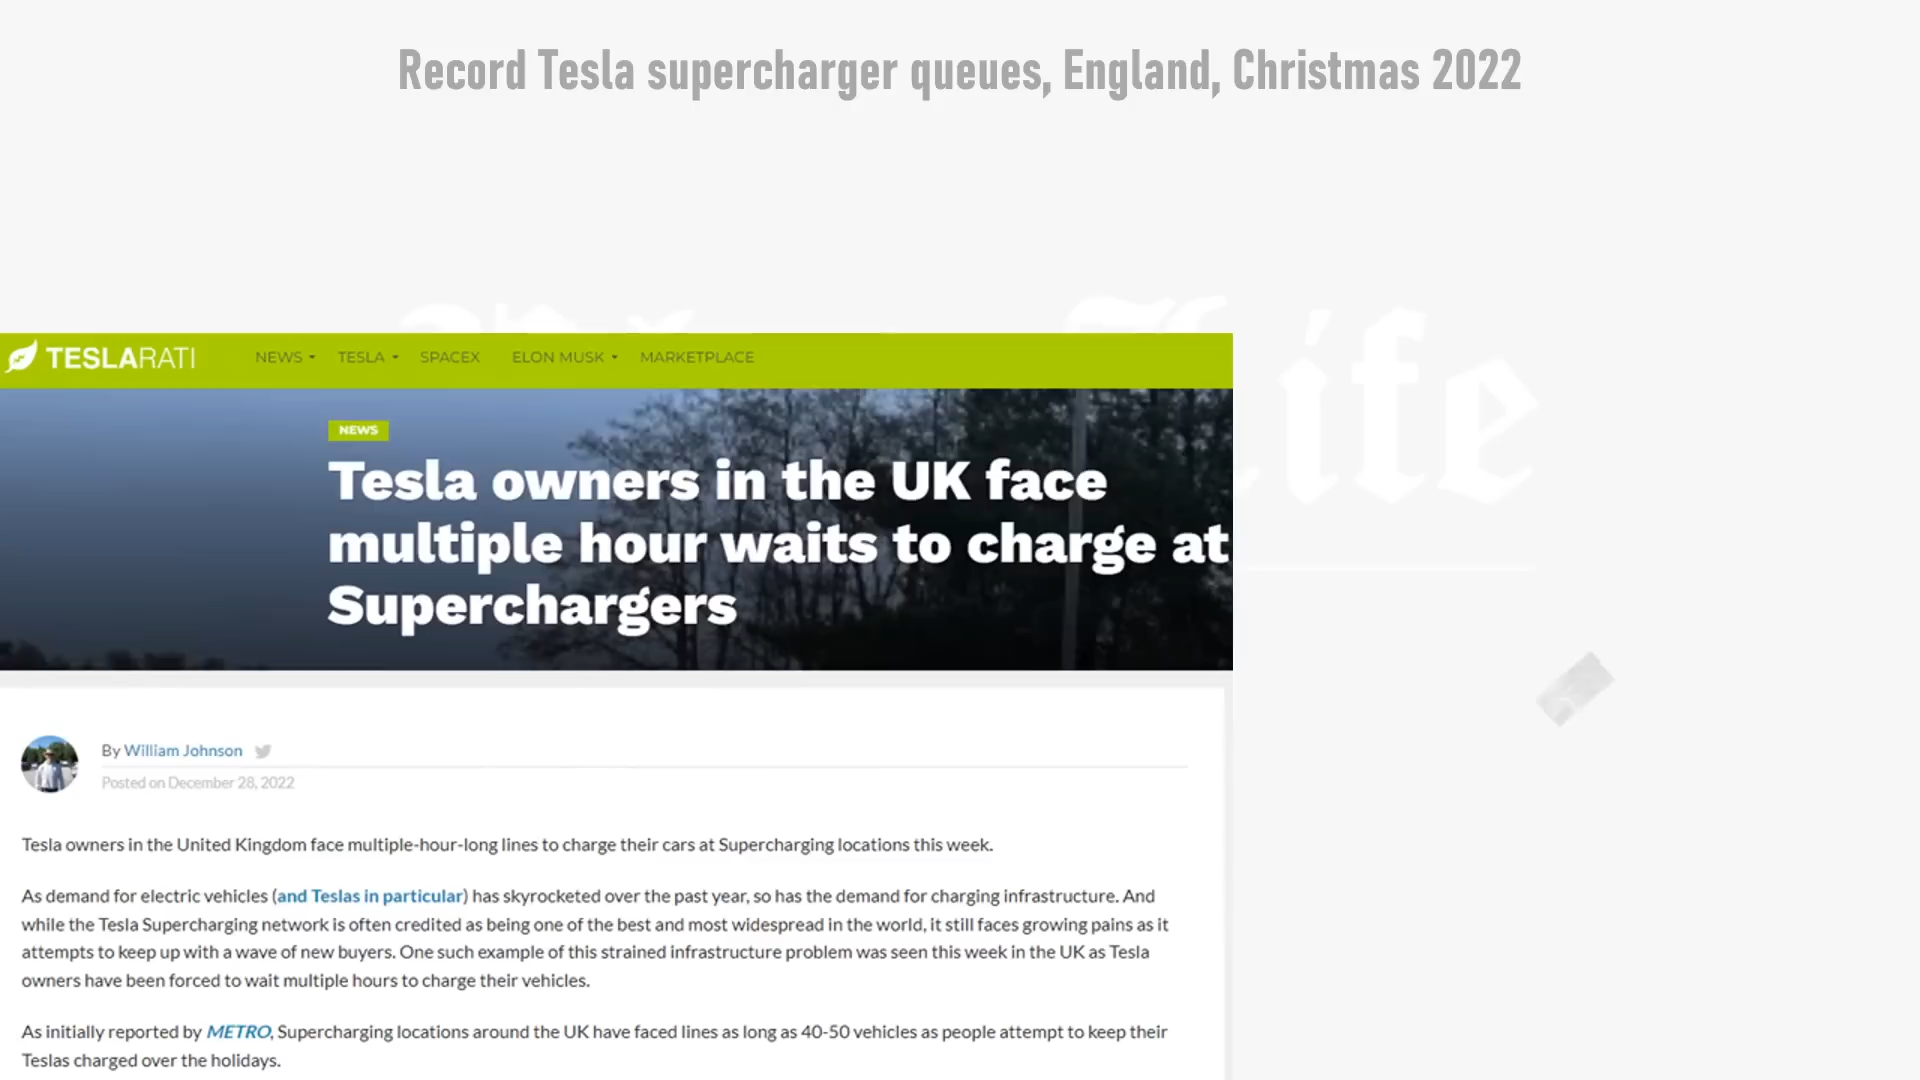 Record Tesla supercharger queues, England, Christmas 2022
TESLARATI
NEWS TESLA SPACEX ELON MUSK MARKETPLACE
NEWS
Tesla owners in the UK face
multiple hour waits to charge at
Superchargers
By William Johnson
Posted on December 28, 2022
Tesla owners in the United Kingdom face multiple-hour-long lines to charge their cars at Supercharging locations this week.
As demand for electric vehicles (and Teslas in particular) has skyrocketed over the past year, so has the demand for charging infrastructure. And
while the Tesla Supercharging network is often credited as being one of the best and most widespread in the world, it still faces growing pains as it
attempts to keep up with a wave of new buyers. One such example of this strained infrastructure problem was seen this week in the UK as Tesla
owners have been forced to wait multiple hours to charge their vehicles.
As initially reported by METRO, Supercharging locations around the UK have faced lines as long as 40-50 vehicles as people attempt to keep their
Teslas charged over the holidays.